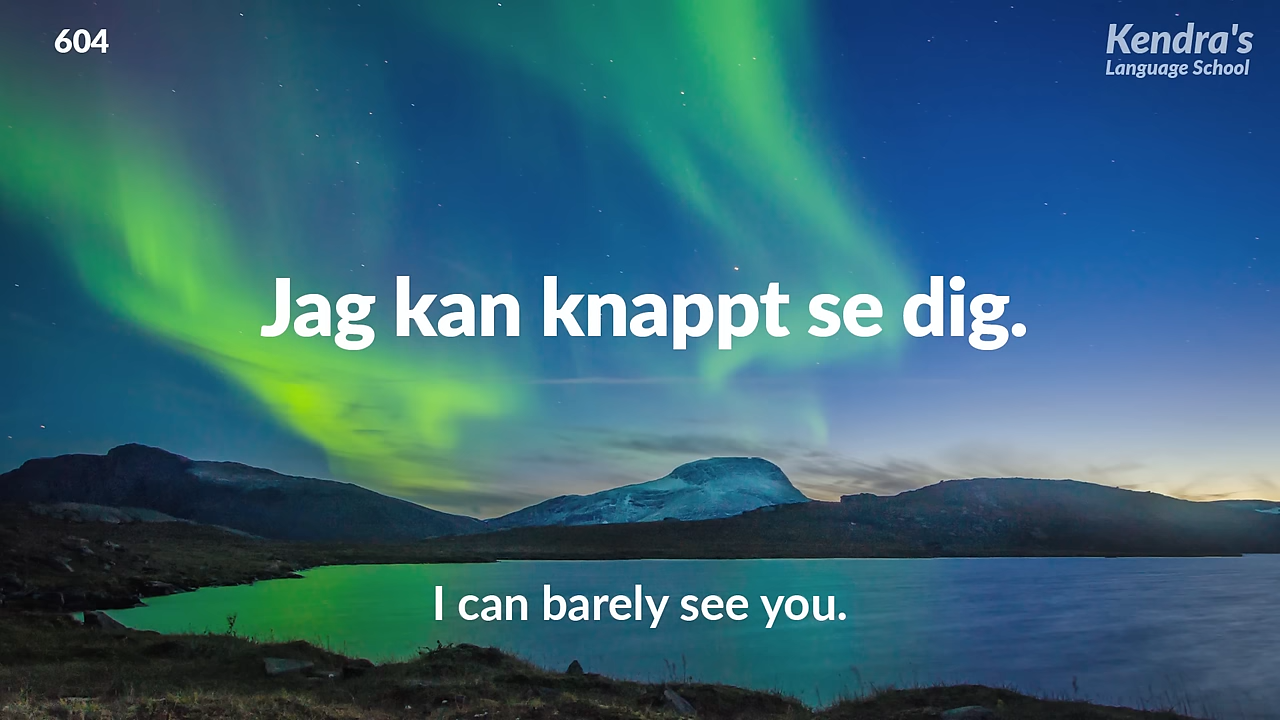 604
Kendra's
Language School
Jag kan knappt se dig.
I can barely see you.